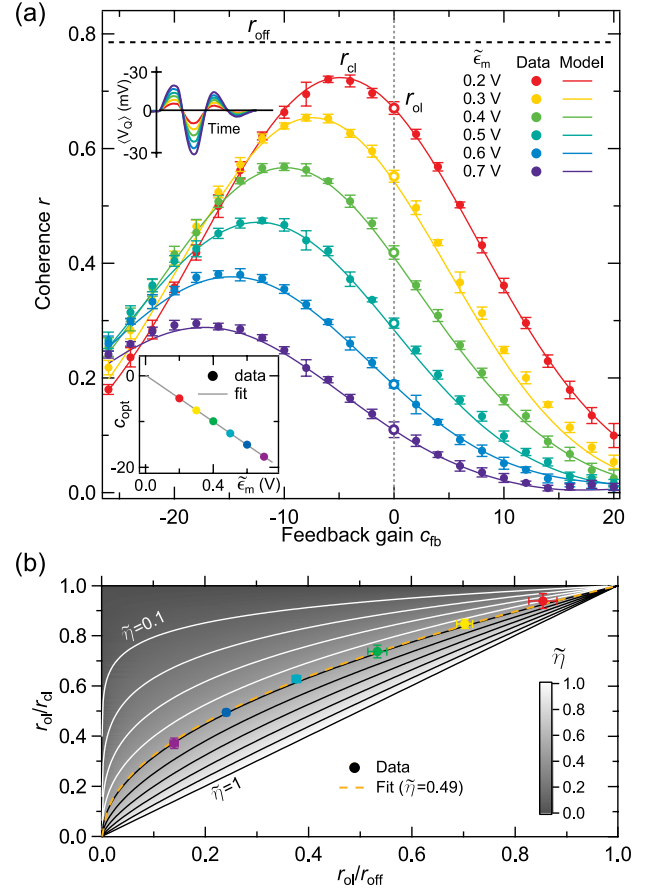 (a)
r_off
r_cl
r_ol
ε̃_m Data Model
0.2 V
0.3 V
0.4 V
0.5 V
0.6 V
0.7 V
30
0
-30
⟨V_Q⟩ (mV)
Time
0.8
0.6
0.4
0.2
0.0
Coherence r
data
fit
0
-20
c_opt
0.0 0.4
ε̃_m (V)
-20 -10 0 10 20
Feedback gain c_fb
(b)
1.0
0.8
0.6
0.4
0.2
0.0
r_ol/r_cl
η̃=0.1
η̃=1
Data
Fit (η̃=0.49)
η̃
1.0
0.8
0.6
0.4
0.2
0.0
0.0 0.2 0.4 0.6 0.8 1.0
r_ol/r_off